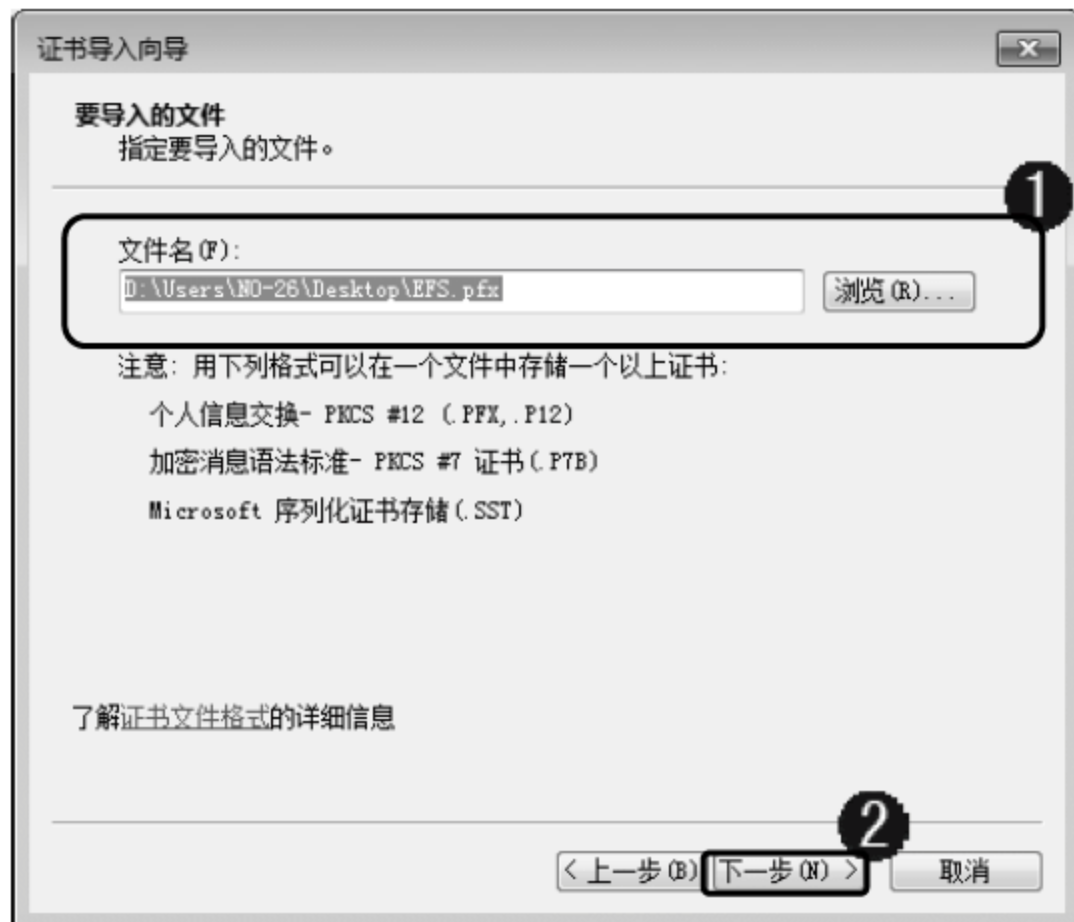 证书导入向导
要导入的文件
指定要导入的文件。
1
文件名(F):
D:\Users\NO-26\Desktop\EFS.pfx
浏览(R)...
注意: 用下列格式可以在一个文件中存储一个以上证书:
个人信息交换- PKCS #12 (.PFX,.P12)
加密消息语法标准- PKCS #7 证书(.P7B)
Microsoft 序列化证书存储(.SST)
了解证书文件格式的详细信息
2
< 上一步(B) 下一步(N) > 取消